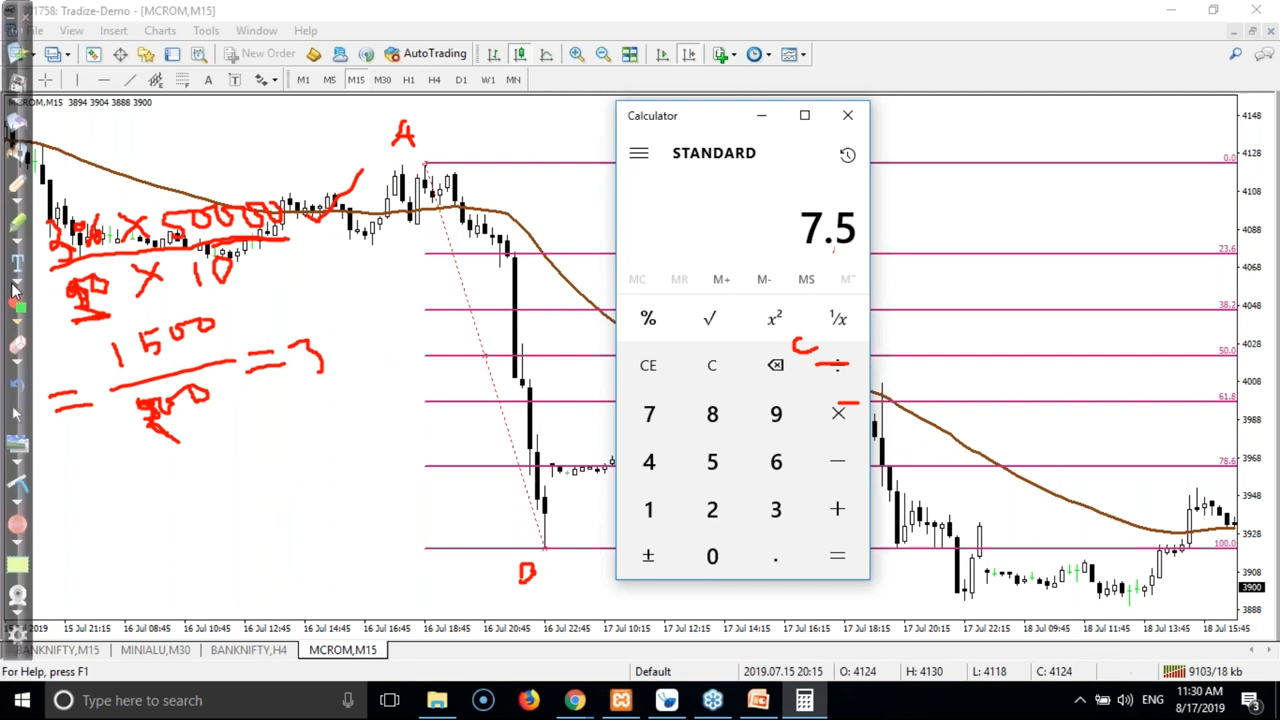 1758: Tradize-Demo - [MCROM,M15]
File View Insert Charts Tools Window Help
New Order AutoTrading
A T M1 M5 M15 M30 H1 H4 D1 W1 MN
MCROM,M15 3894 3904 3888 3900
A
3% X 50000
X 10
= 1500 = 3
B
C
Calculator
STANDARD
7.5
MC MR M+ M- MS M˅
% √ x² ¹/x
CE C ÷
7 8 9 ×
4 5 6 −
1 2 3 +
± 0 . =
0.0
23.6
38.2
50.0
61.8
78.6
100.0
4148
4128
4108
4088
4068
4048
4028
4008
3988
3968
3948
3908
3900
3888
2019 15 Jul 21:15 16 Jul 08:45 16 Jul 10:45 16 Jul 12:45 16 Jul 14:45 16 Jul 16:45 16 Jul 18:45 16 Jul 20:45 16 Jul 22:45 17 Jul 10:15 17 Jul 12:15 17 Jul 14:15 17 Jul 16:15 17 Jul 18:15 17 Jul 20:15 17 Jul 22:15 18 Jul 09:45 18 Jul 11:45 18 Jul 13:45 18 Jul 15:45
BANKNIFTY,M15 MINIALU,M30 BANKNIFTY,H4 MCROM,M15
For Help, press F1 Default 2019.07.15 20:15 O: 4124 H: 4130 L: 4118 C: 4124 9103/18 kb
Type here to search ENG 11:30 AM
8/17/2019 3